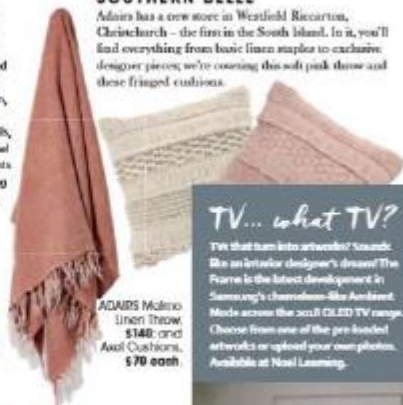 SOUTHERN BELLE
Adairs has a new store in Westfield Riccarton,
Christchurch – the first in the South Island. In it, you'll
find everything from basic linen staples to exclusive
designer pieces; we're coveting this soft pink throw and
these fringed cushions.
ADAIRS Malmo
Linen Throw,
$140; and
Axel Cushions,
$70 each.
TV... what TV?
TVs that turn into artworks? Sounds
like an interior designer's dream! The
Frame is the latest development in
Samsung's chameleon-like Ambient
Mode across the 2018 QLED TV range.
Choose from one of the pre-loaded
artworks or upload your own photos.
Available at Noel Leeming.